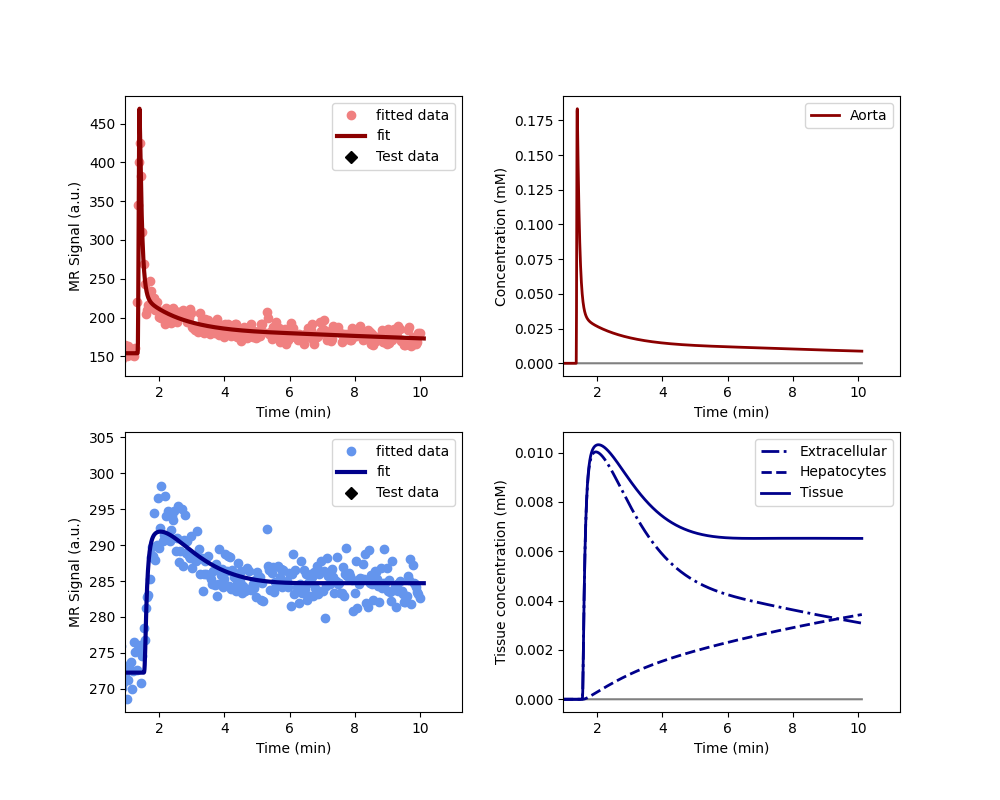 MR Signal (a.u.)
450
400
350
300
250
200
150
2
4
6
8
10
Time (min)
fitted data
fit
Test data
Concentration (mM)
0.175
0.150
0.125
0.100
0.075
0.050
0.025
0.000
2
4
6
8
10
Time (min)
Aorta
MR Signal (a.u.)
305
300
295
290
285
280
275
270
2
4
6
8
10
Time (min)
fitted data
fit
Test data
Tissue concentration (mM)
0.010
0.008
0.006
0.004
0.002
0.000
2
4
6
8
10
Time (min)
Extracellular
Hepatocytes
Tissue